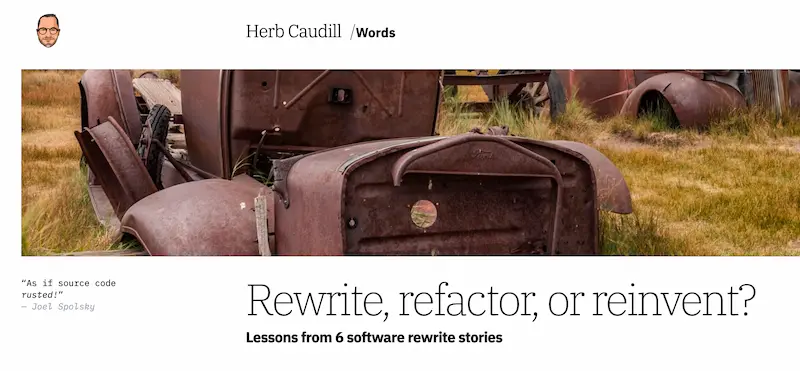 Herb Caudill /Words
Ford
“As if source code
rusted!”
— Joel Spolsky
Rewrite, refactor, or reinvent?
Lessons from 6 software rewrite stories